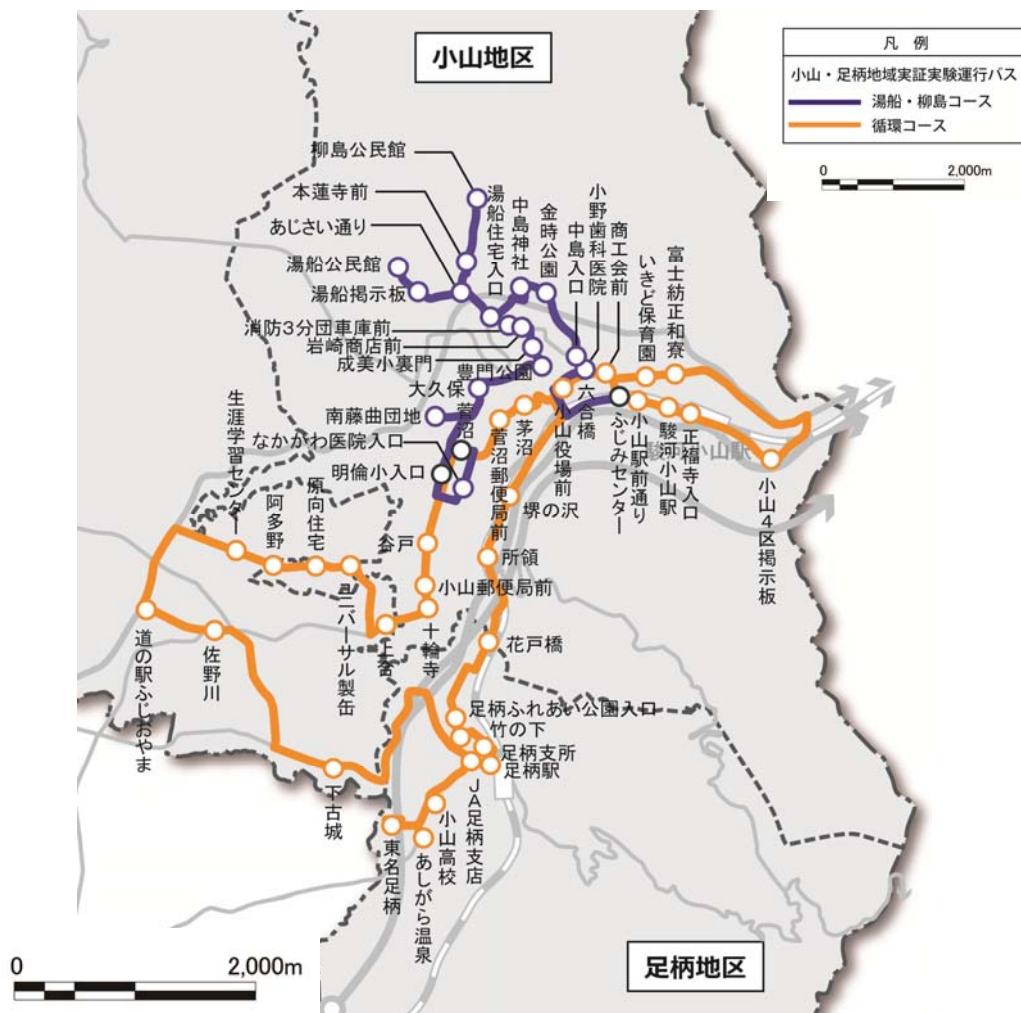 小山地区
凡 例
小山・足柄地域実証実験運行バス
湯船・柳島コース
循環コース
0 2,000m
柳島公民館
本蓮寺前
あじさい通り
湯船公民館
湯船掲示板
湯船住宅入口
中島神社
金時公園
中島入口
小野歯科医院
商工会前
いきど保育園
富士紡正和寮
消防3分団車庫前
岩崎商店前
成美小裏門
豊門公園
大久保
南藤曲団地
菅沼
なかがわ医院入口
明倫小入口
菅沼郵便局前
茅沼
小山役場前
六合橋
ふじみセンター
小山駅前通り
駿河小山駅
駿河小山駅
正福寺入口
小山4区掲示板
生涯学習センター
阿多野
原向住宅
ユニバーサル製缶
上合
谷戸
小山郵便局前
十輪寺
堺の沢
所領
花戸橋
道の駅ふじおやま
佐野川
下古城
足柄ふれあい公園入口
竹の下
足柄支所
足柄駅
JA足柄支店
小山高校
あしがら温泉
東名足柄
足柄地区
0 2,000m